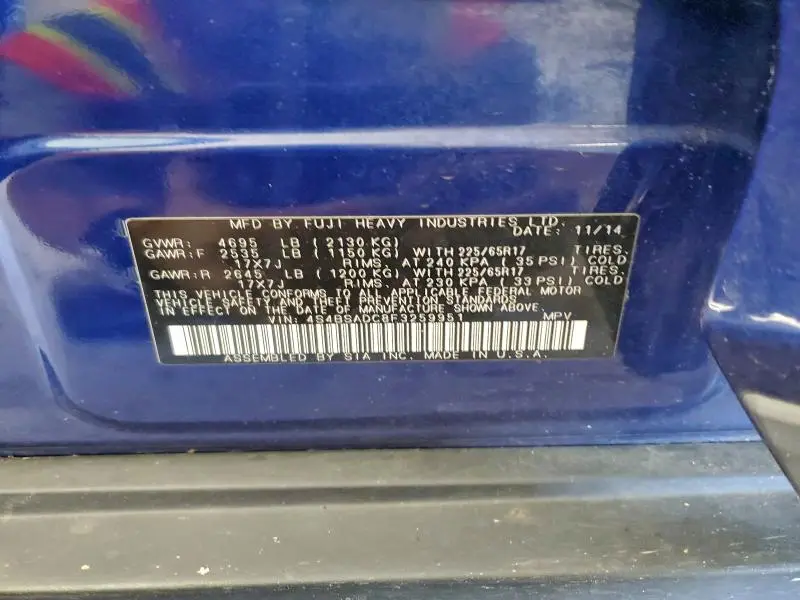 MFD BY FUJI HEAVY INDUSTRIES LTD.
DATE: 11/14
GVWR: 4695 LB (2130 KG)
GAWR:F 2535 LB (1150 KG) WITH 225/65R17 TIRES.
17X7J RIMS, AT 240 KPA (35 PSI) COLD
GAWR:R 2645 LB (1200 KG) WITH 225/65R17 TIRES.
17X7J RIMS, AT 230 KPA (33 PSI) COLD
THIS VEHICLE CONFORMS TO ALL APPLICABLE FEDERAL MOTOR
VEHICLE SAFETY AND THEFT PREVENTION STANDARDS
IN EFFECT ON THE DATE OF MANUFACTURE SHOWN ABOVE.
VIN: 4S4BSADC8F3259951 MPV
ASSEMBLED BY SIA INC. MADE IN U.S.A.